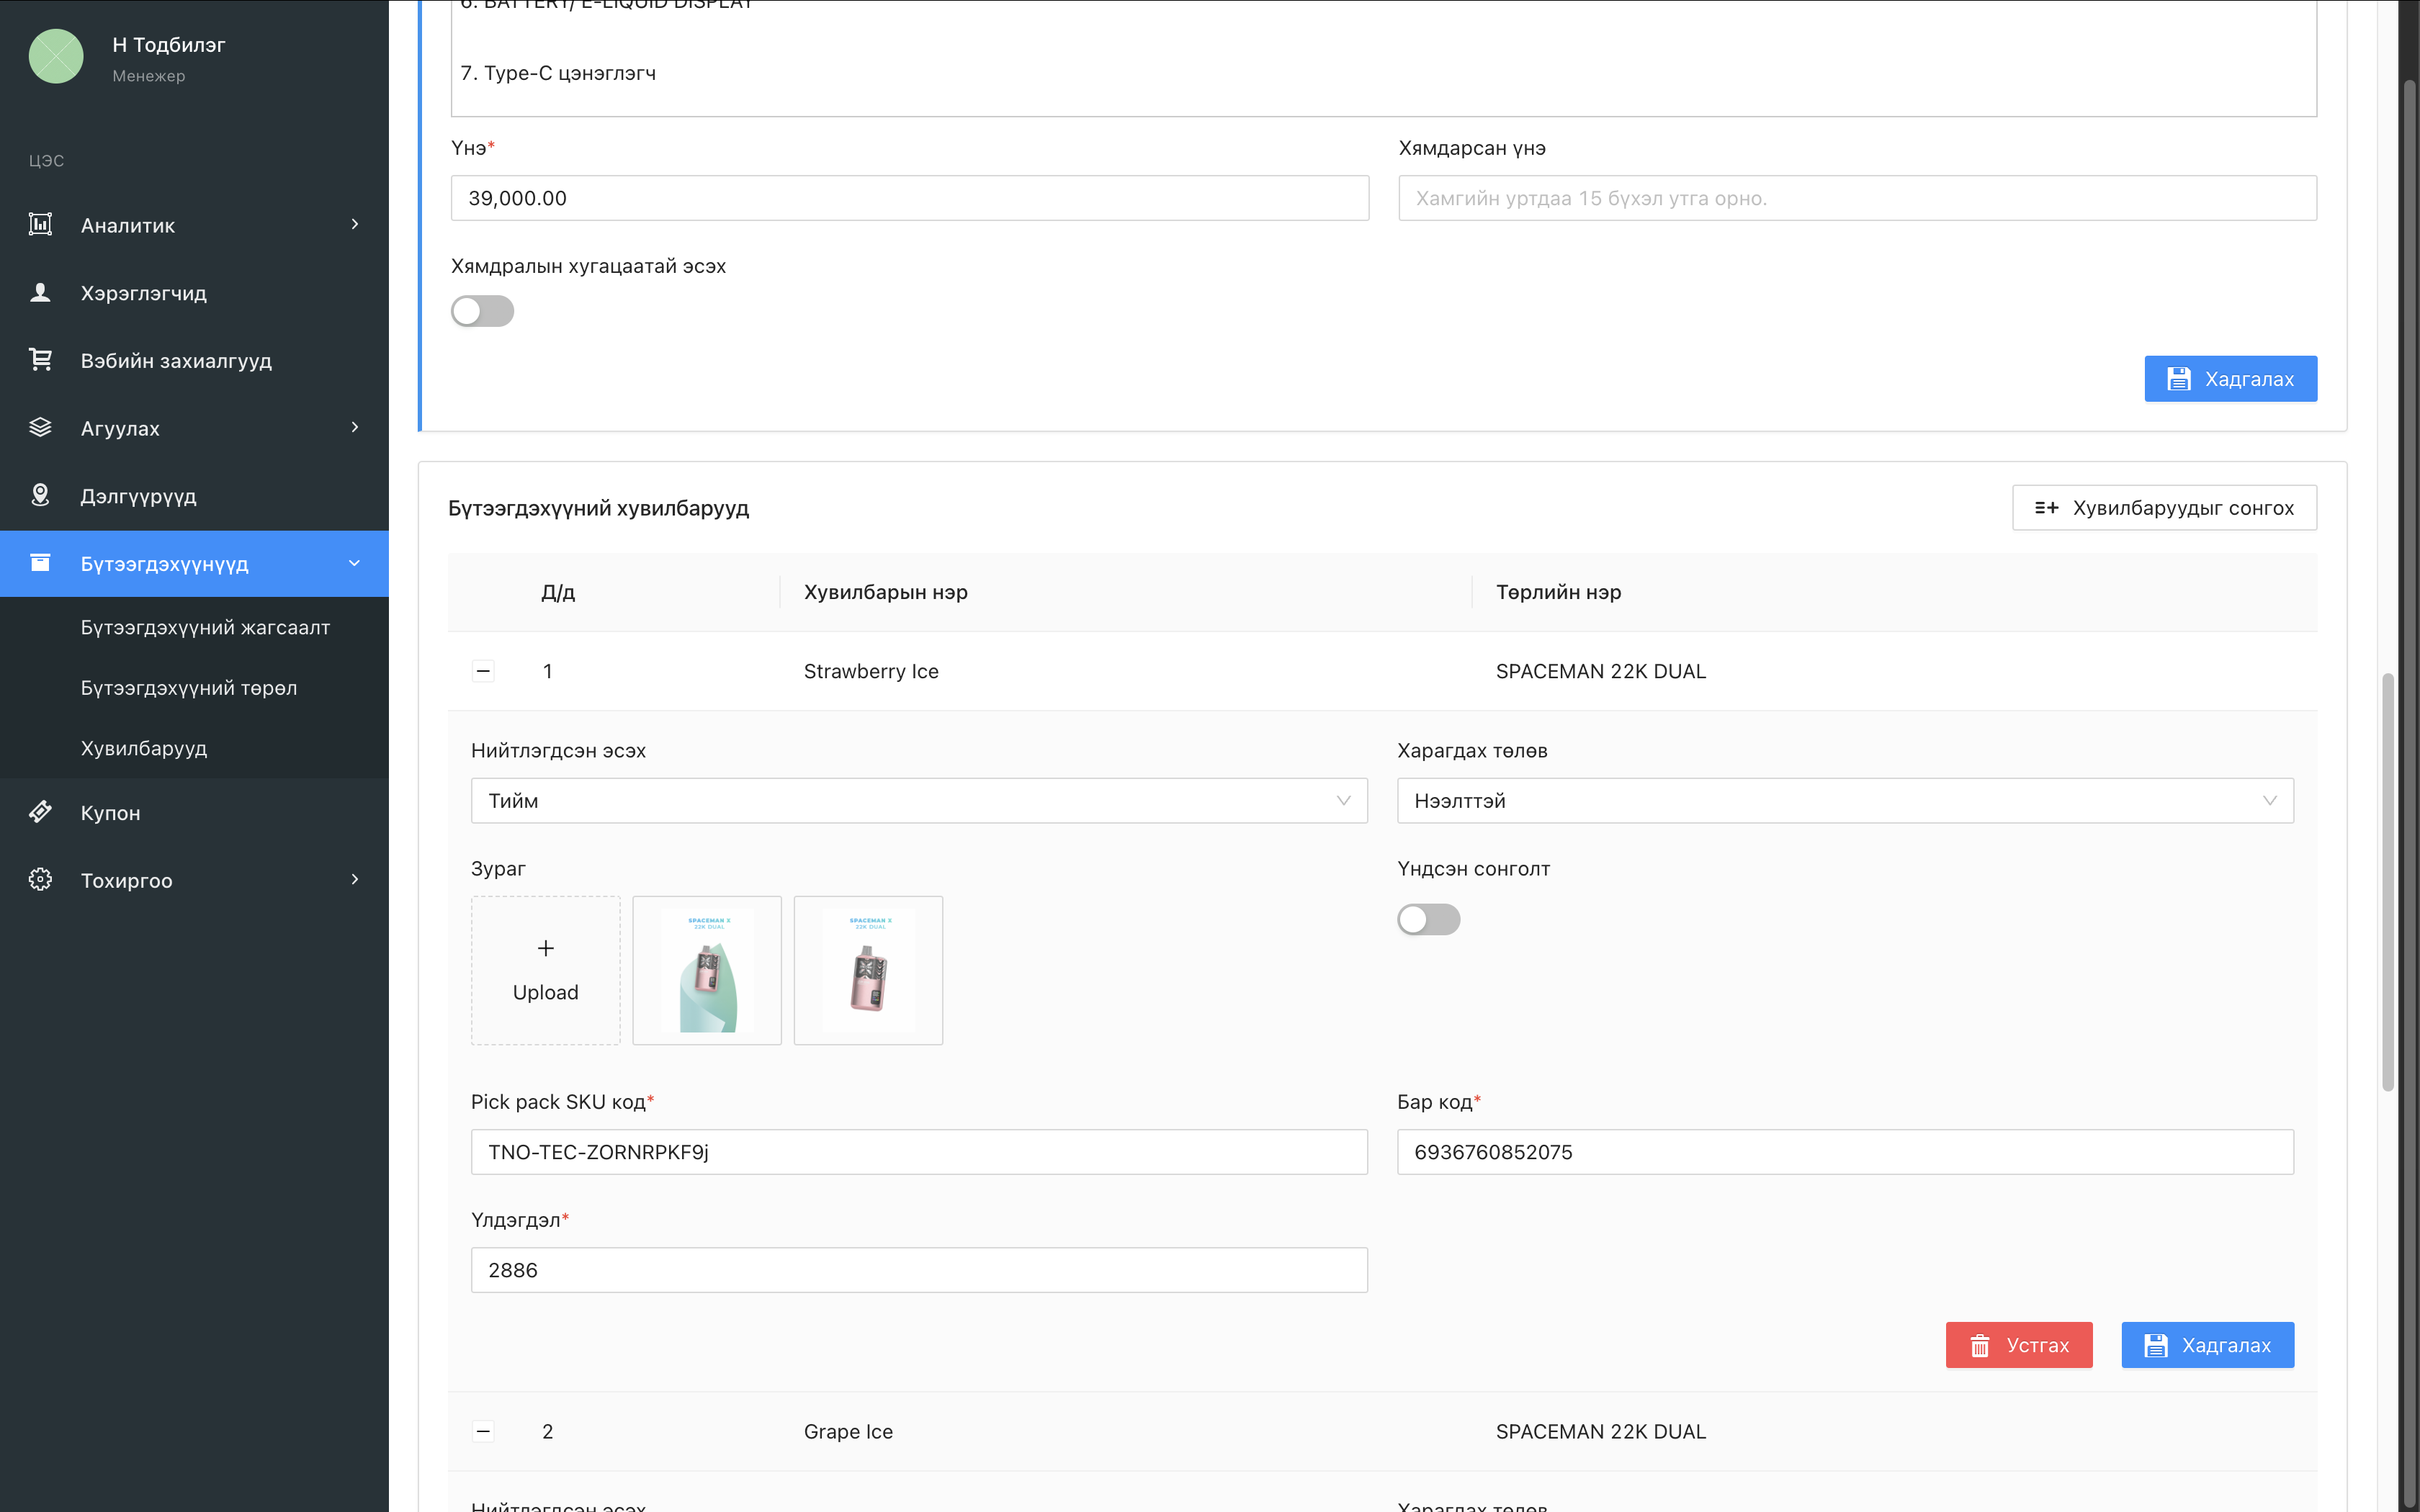 Н Тодбилэг
Менежер
ЦЭС
Аналитик
Хэрэглэгчид
Вэбийн захиалгууд
Агуулах
Дэлгүүрүүд
Бүтээгдэхүүнүүд
Бүтээгдэхүүний жагсаалт
Бүтээгдэхүүний төрөл
Хувилбарууд
Купон
Тохиргоо
6. BATTERY/ E-LIQUID DISPLAY
7. Type-C цэнэглэгч
Үнэ*
Хямдарсан үнэ
39,000.00
Хамгийн уртдаа 15 бүхэл утга орно.
Хямдралын хугацаатай эсэх
Хадгалах
Бүтээгдэхүүний хувилбарууд
Хувилбаруудыг сонгох
Д/д
Хувилбарын нэр
Төрлийн нэр
1
Strawberry Ice
SPACEMAN 22K DUAL
Нийтлэгдсэн эсэх
Харагдах төлөв
Тийм
Нээлттэй
Зураг
Үндсэн сонголт
+
Upload
SPACEMAN X
22K DUAL
SPACEMAN X
22K DUAL
Pick pack SKU код*
Бар код*
TNO-TEC-ZORNRPKF9j
6936760852075
Үлдэгдэл*
2886
Устгах
Хадгалах
2
Grape Ice
SPACEMAN 22K DUAL
Нийтлэгдсэн эсэх
Харагдах төлөв